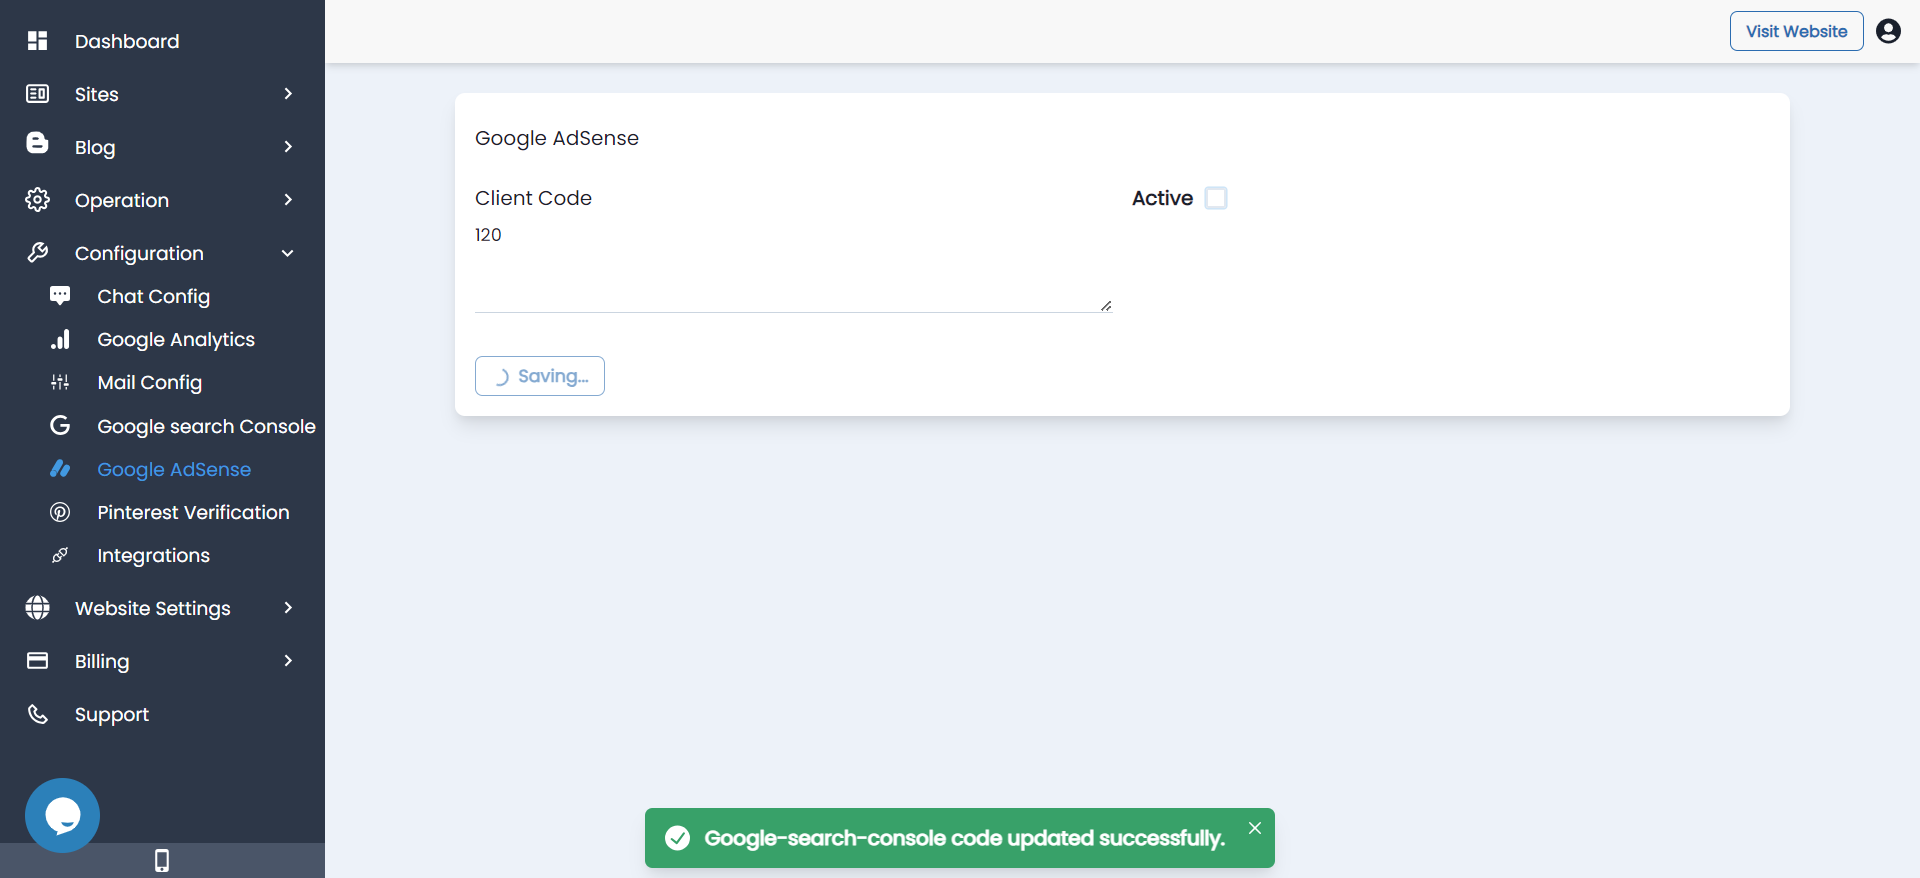 Dashboard
Sites
Blog
Operation
Configuration
Chat Config
Google Analytics
Mail Config
Google search Console
Google AdSense
Pinterest Verification
Integrations
Website Settings
Billing
Support
Visit Website
Google AdSense
Client Code
Active
120
Saving...
Google-search-console code updated successfully.